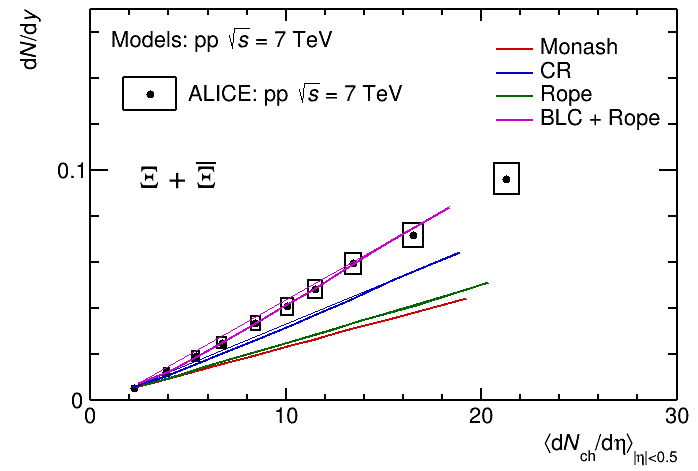 dN/dy
Models: pp √s = 7 TeV
ALICE: pp √s = 7 TeV
Monash
CR
Rope
BLC + Rope
Ξ + Ξ̅
0.1
0
0 10 20 30
⟨dN_ch/dη⟩_|η|<0.5